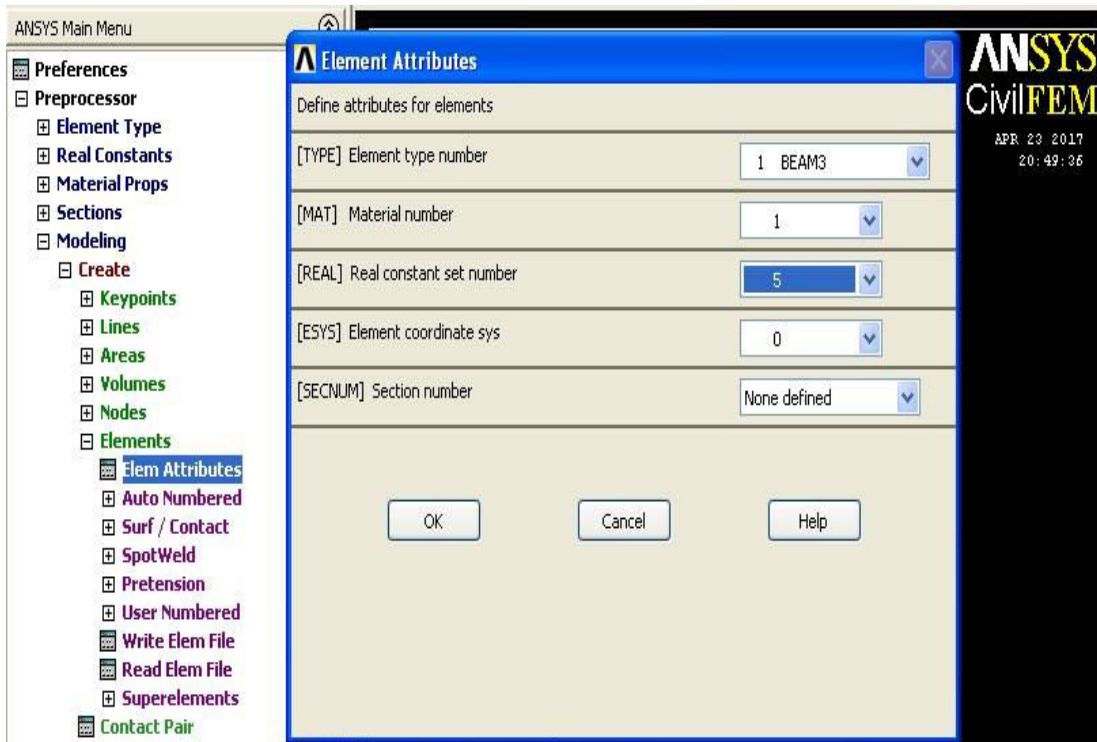 ANSYS Main Menu
Preferences
Preprocessor
Element Type
Real Constants
Material Props
Sections
Modeling
Create
Keypoints
Lines
Areas
Volumes
Nodes
Elements
Elem Attributes
Auto Numbered
Surf / Contact
SpotWeld
Pretension
User Numbered
Write Elem File
Read Elem File
Superelements
Contact Pair
Element Attributes
Define attributes for elements
[TYPE] Element type number 1 BEAM3
[MAT] Material number 1
[REAL] Real constant set number 5
[ESYS] Element coordinate sys 0
[SECNUM] Section number None defined
OK Cancel Help
ANSYS
CivilFEM
APR 23 2017
20:49:36